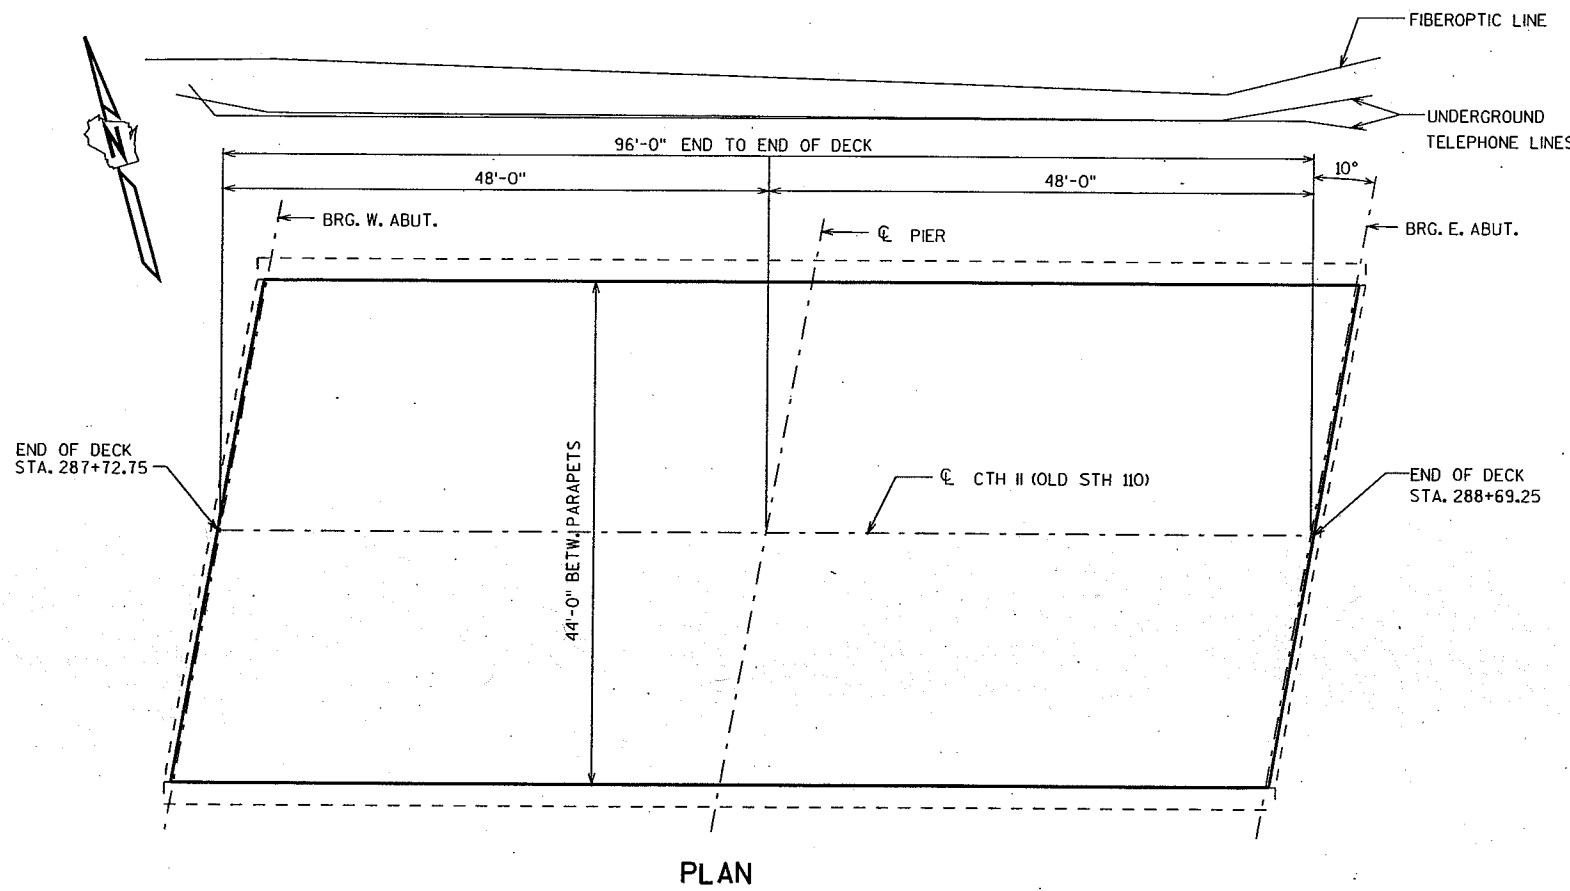 FIBEROPTIC LINE
UNDERGROUND
TELEPHONE LINES
N
96'-0" END TO END OF DECK
48'-0"
48'-0"
10°
BRG. W. ABUT.
℄ PIER
BRG. E. ABUT.
44'-0" BETW. PARAPETS
END OF DECK
STA. 287+72.75
℄ CTH II (OLD STH 110)
END OF DECK
STA. 288+69.25
PLAN